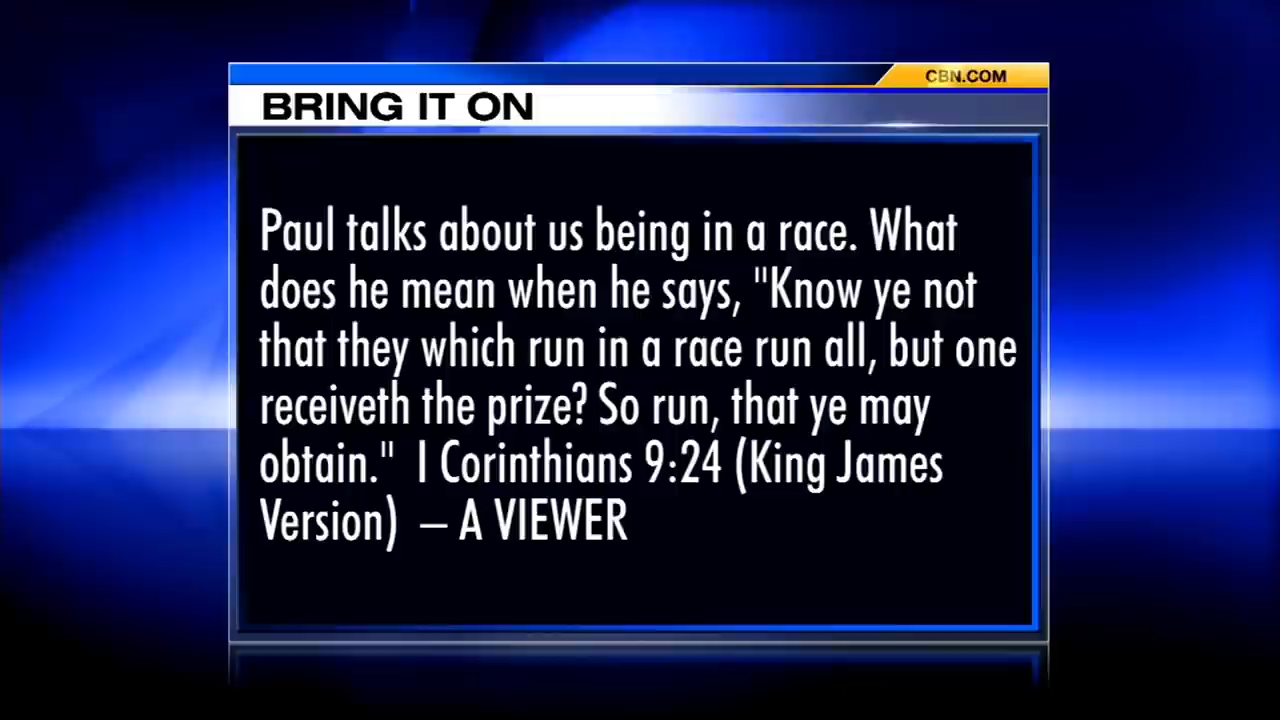 CBN.COM
BRING IT ON
Paul talks about us being in a race. What
does he mean when he says, "Know ye not
that they which run in a race run all, but one
receiveth the prize? So run, that ye may
obtain."  I Corinthians 9:24 (King James
Version)  – A VIEWER